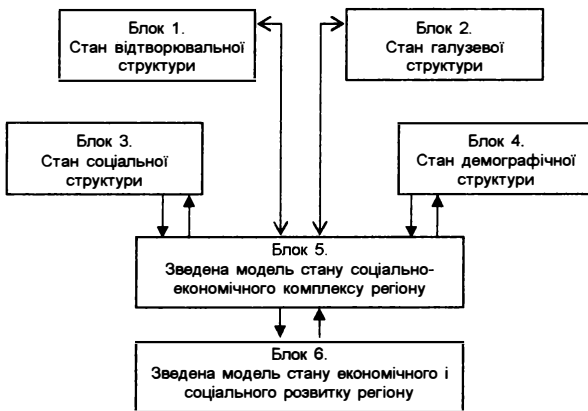 Блок 1.
Стан відтворювальної
структури
Блок 2.
Стан галузевої
структури
Блок 3.
Стан соціальної
структури
Блок 4.
Стан демографічної
структури
Блок 5.
Зведена модель стану соціально-
економічного комплексу регіону
Блок 6.
Зведена модель стану економічного і
соціального розвитку регіону